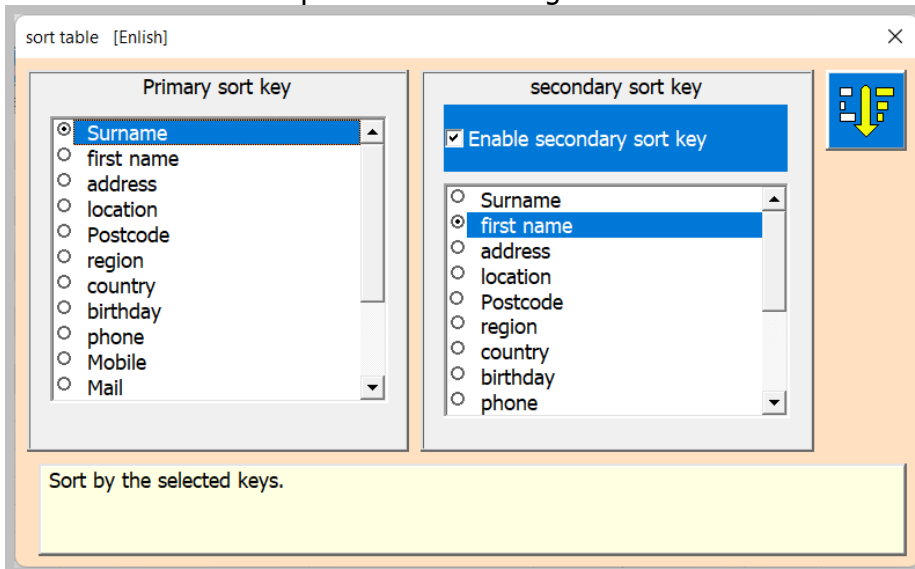 sort table [Enlish]
Primary sort key
Surname
first name
address
location
Postcode
region
country
birthday
phone
Mobile
Mail
secondary sort key
Enable secondary sort key
Surname
first name
address
location
Postcode
region
country
birthday
phone
Sort by the selected keys.